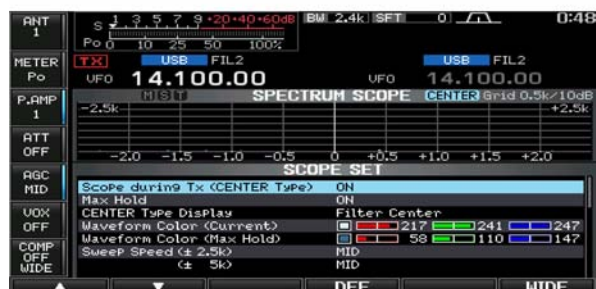 ANT 1
S 1 3 5 7 9 +20+40+60dB BW 2.4k SFT 0 0:48
Po 0 10 25 50 100%
METER Po
TX USB FIL2 USB FIL2
VFO 14.100.00 VFO 14.100.00
P.AMP 1
MST SPECTRUM SCOPE CENTER Grid 0.5k/10dB
-2.5k +2.5k
ATT OFF
-2.0 -1.5 -1.0 -0.5 0 +0.5 +1.0 +1.5 +2.0
SCOPE SET
AGC MID
Scope during Tx (CENTER Type) ON
Max Hold ON
VOX OFF
CENTER Type Display Filter Center
Waveform Color (Current) 217 241 247
Waveform Color (Max Hold) 58 110 147
COMP OFF WIDE
Sweep Speed (± 2.5k) MID
(± 5k) MID
DEF WIDE